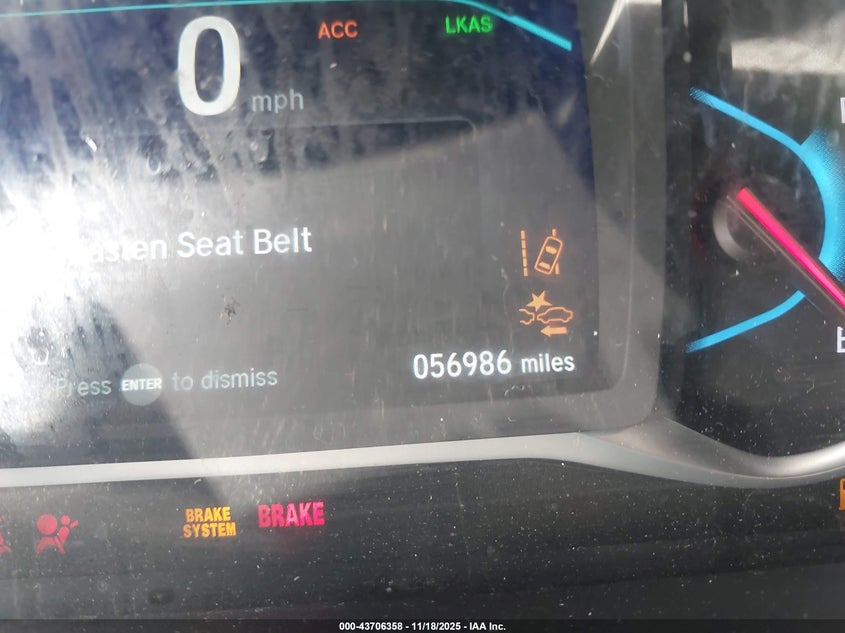 0 mph
ACC
LKAS
Seat Belt
Press ENTER to dismiss
056986 miles
BRAKE SYSTEM
BRAKE
000-43706358 - 11/18/2025 - IAA Inc.